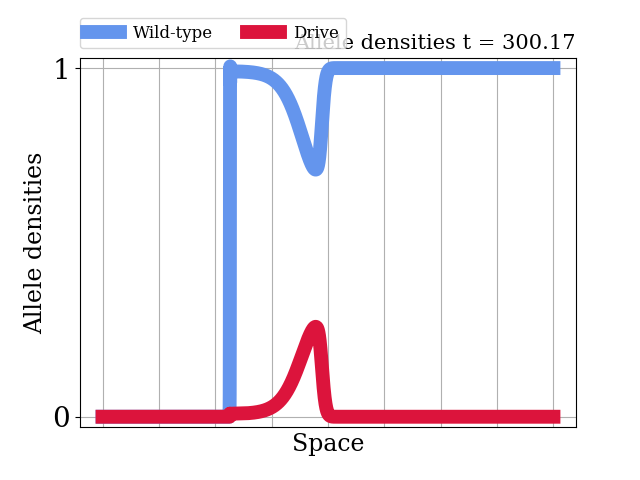 Wild-type Drive
Allele densities t = 300.17
1
Allele densities
0
Space